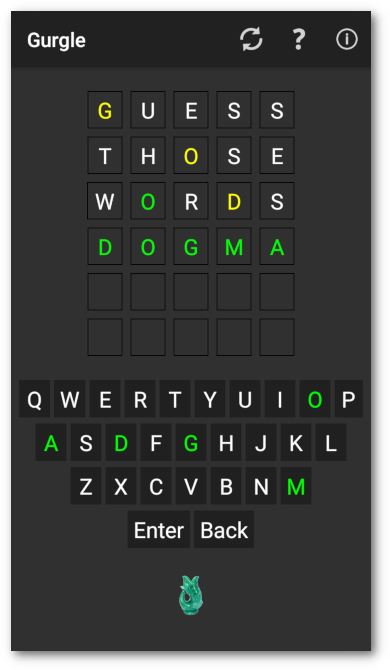 Gurgle ?
G U E S S
T H O S E
W O R D S
D O G M A
Q W E R T Y U I O P
A S D F G H J K L
Z X C V B N M
Enter Back